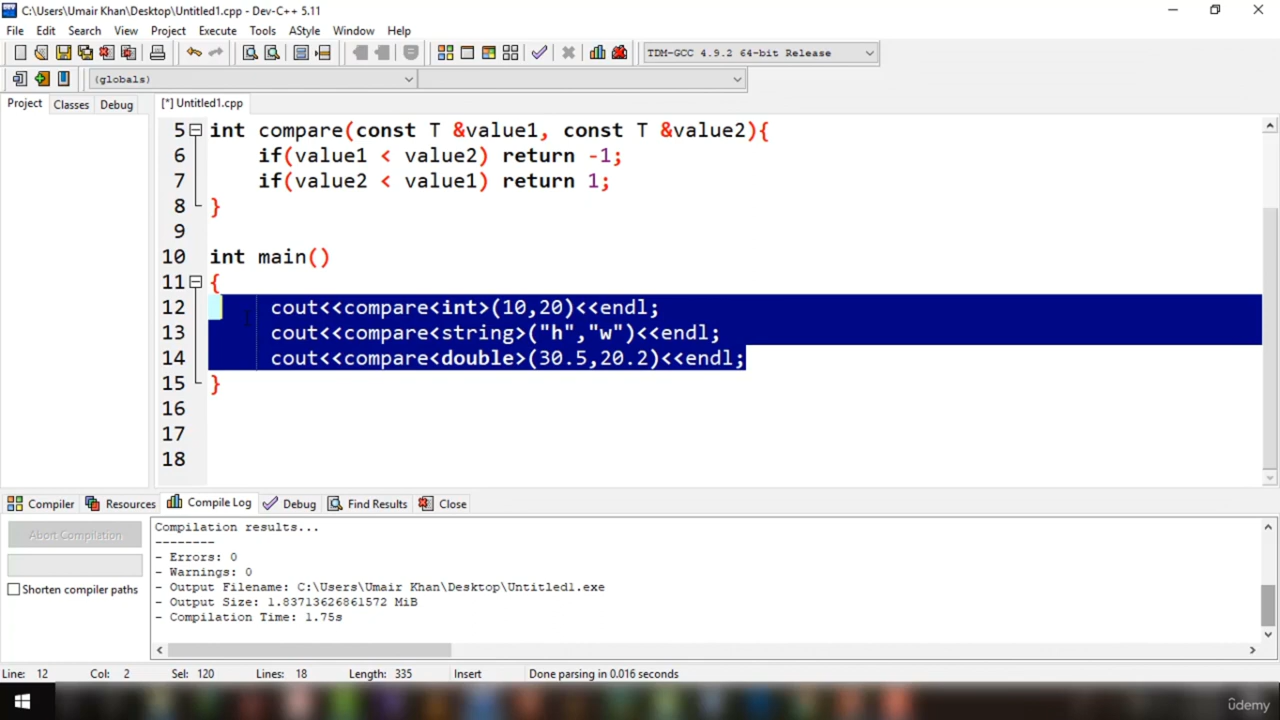 C:\Users\Umair Khan\Desktop\Untitled1.cpp - Dev-C++ 5.11
File Edit Search View Project Execute Tools AStyle Window Help
TDM-GCC 4.9.2 64-bit Release
(globals)
Project Classes Debug [*] Untitled1.cpp
5 int compare(const T &value1, const T &value2){
6 if(value1 < value2) return -1;
7 if(value2 < value1) return 1;
8 }
9
10 int main()
11 {
12 cout<<compare<int>(10,20)<<endl;
13 cout<<compare<string>("h","w")<<endl;
14 cout<<compare<double>(30.5,20.2)<<endl;
15 }
16
17
18
Compiler Resources Compile Log Debug Find Results Close
Abort Compilation
Shorten compiler paths
Compilation results...
--------
- Errors: 0
- Warnings: 0
- Output Filename: C:\Users\Umair Khan\Desktop\Untitled1.exe
- Output Size: 1.83713626861572 MiB
- Compilation Time: 1.75s
Line: 12 Col: 2 Sel: 120 Lines: 18 Length: 335 Insert Done parsing in 0.016 seconds
udemy